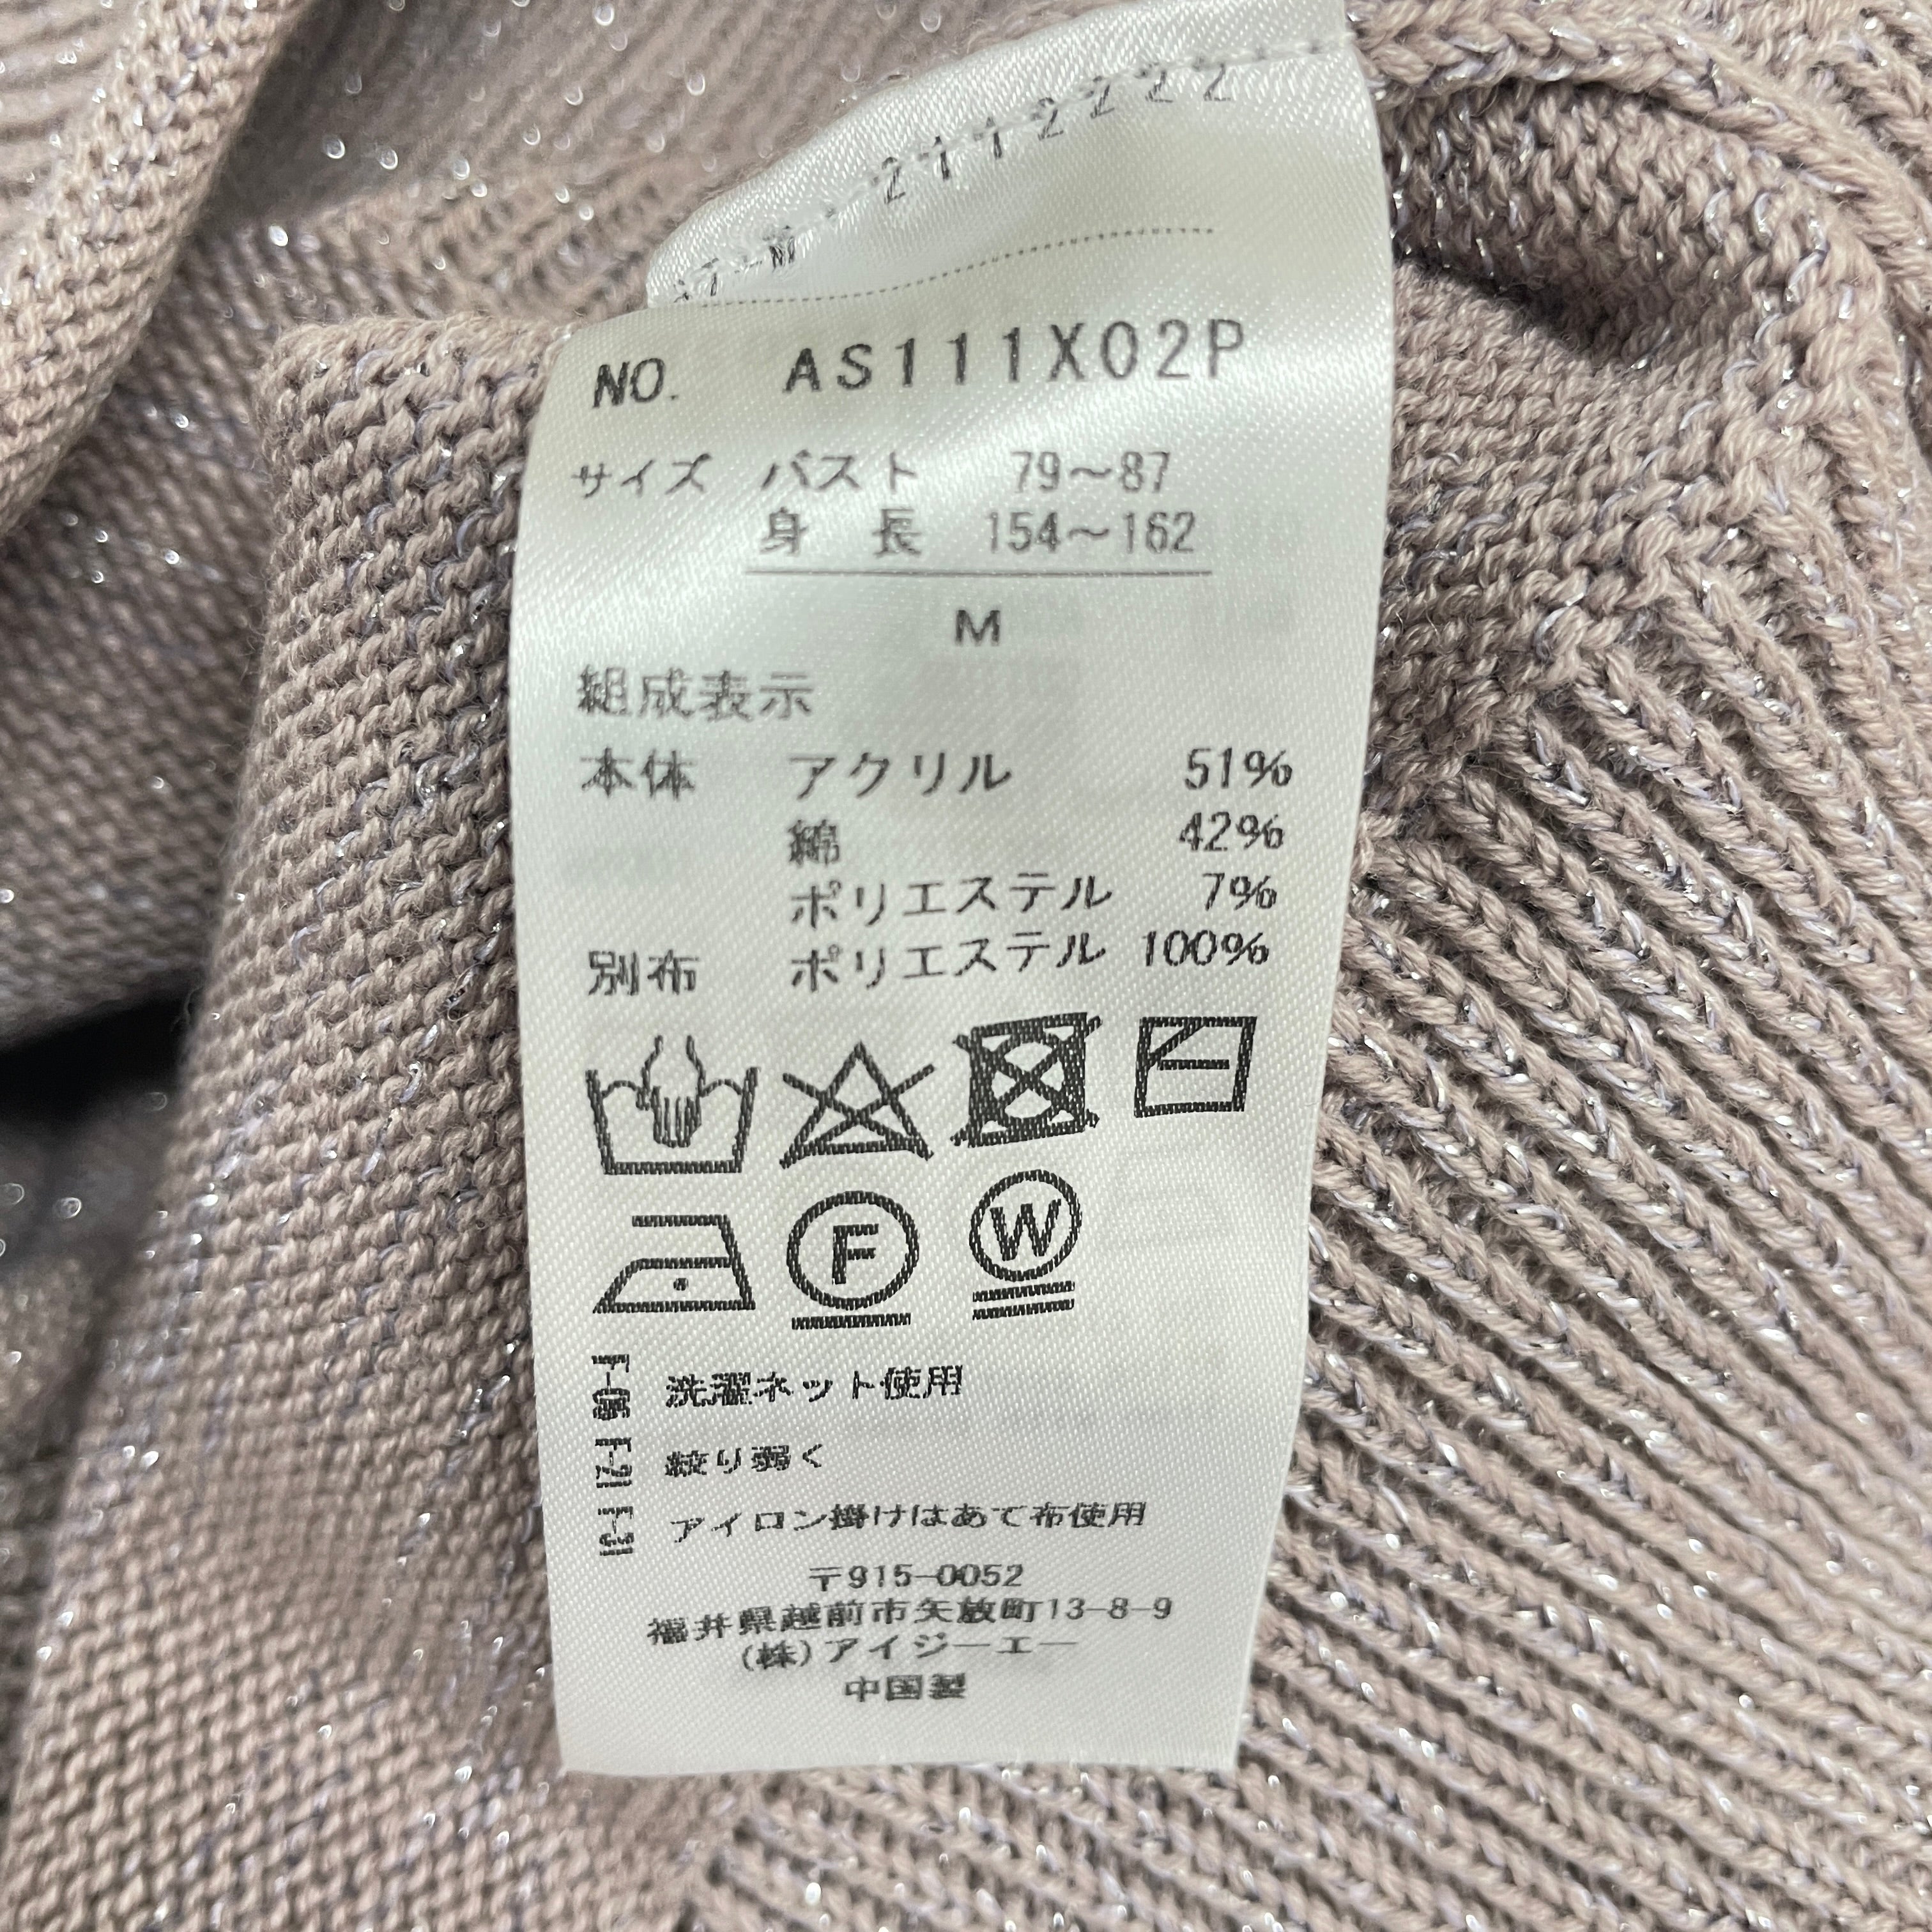 2112222
NO. AS111X02P
サイズ バスト 79～87
身 長 154～162
M
組成表示
本体 アクリル 51%
綿 42%
ポリエステル 7%
別布 ポリエステル 100%
F
W
F-06 洗濯ネット使用
F-21 絞り弱く
F-31 アイロン掛けはあて布使用
〒915-0052
福井県越前市矢放町13-8-9
(株)アイジーエー
中国製